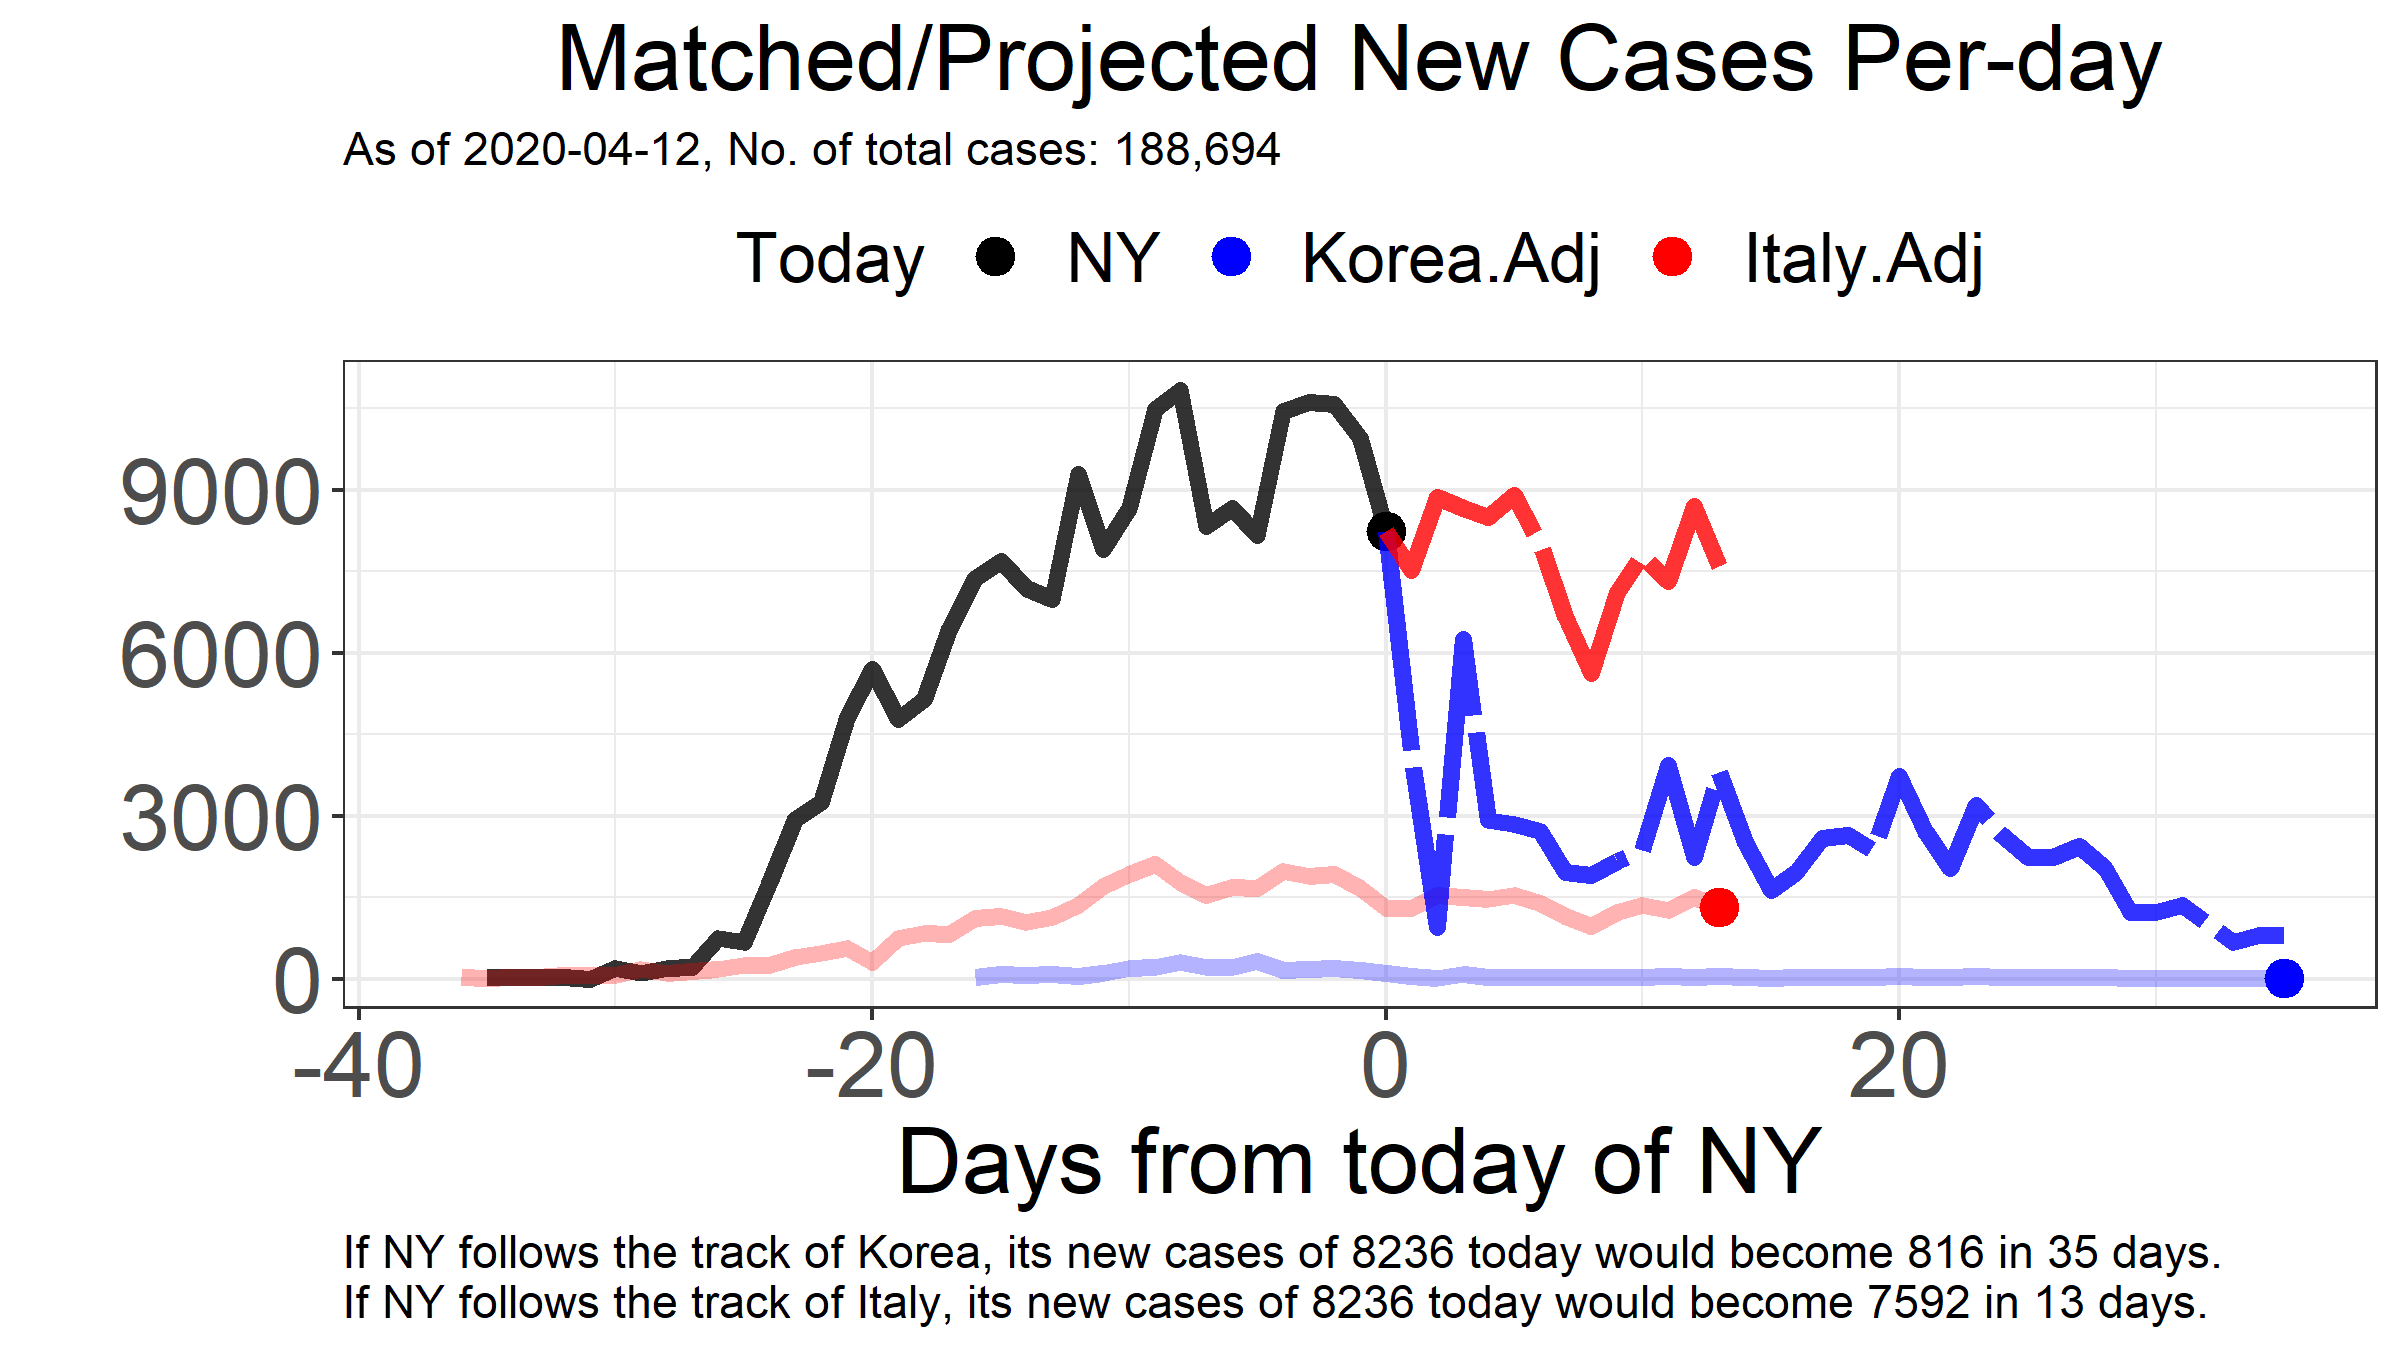 Matched/Projected New Cases Per-day
As of 2020-04-12, No. of total cases: 188,694
Today NY Korea.Adj Italy.Adj
9000
6000
3000
0
-40 -20 0 20
Days from today of NY
If NY follows the track of Korea, its new cases of 8236 today would become 816 in 35 days.
If NY follows the track of Italy, its new cases of 8236 today would become 7592 in 13 days.